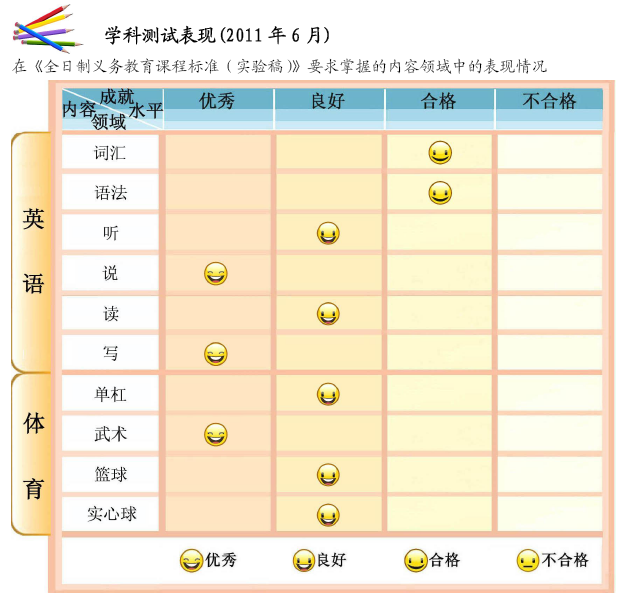 学科测试表现(2011年6月)
在《全日制义务教育课程标准(实验稿)》要求掌握的内容领域中的表现情况
成就
内容 水平
领域
优秀 良好 合格 不合格
英语
词汇
语法
听
说
读
写
体育
单杠
武术
篮球
实心球
优秀 良好 合格 不合格